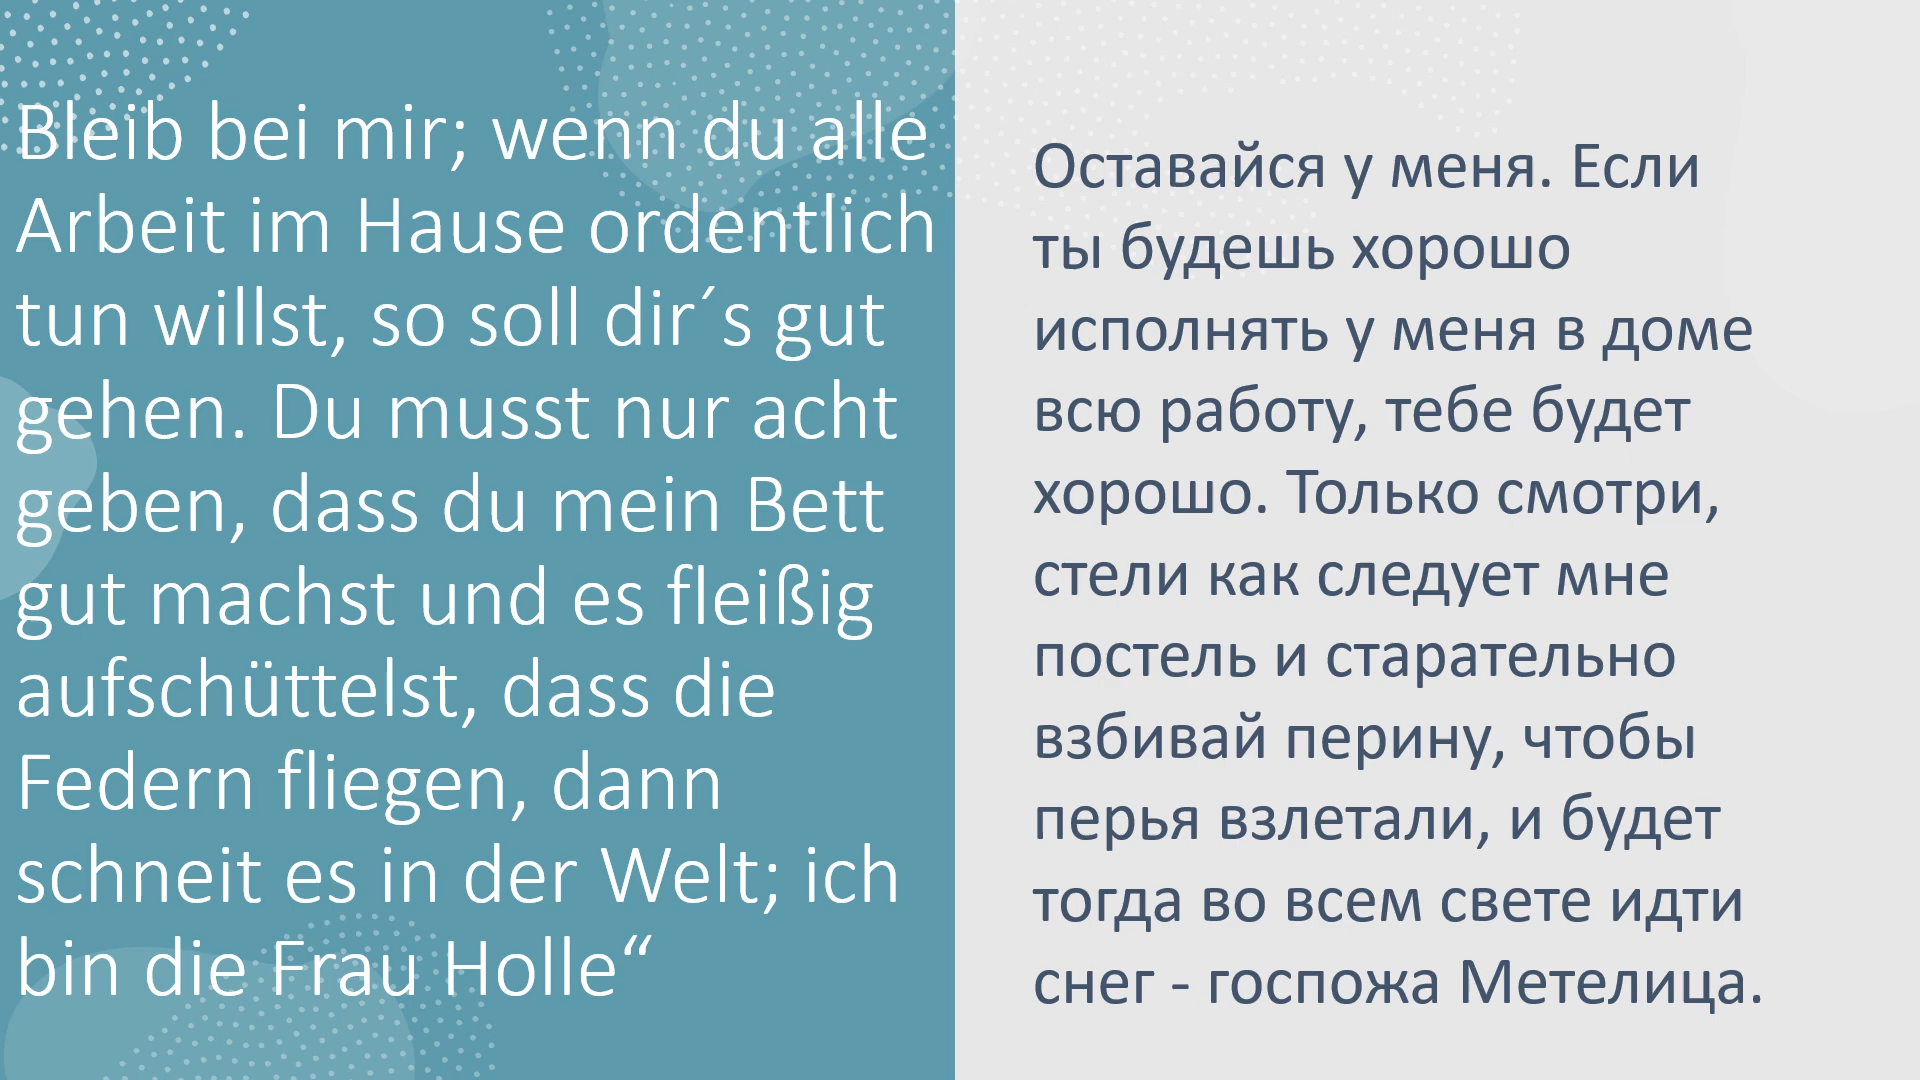 Bleib bei mir; wenn du alle
Arbeit im Hause ordentlich
tun willst, so soll dir´s gut
gehen. Du musst nur acht
geben, dass du mein Bett
gut machst und es fleißig
aufschüttelst, dass die
Federn fliegen, dann
schneit es in der Welt; ich
bin die Frau Holle“
Оставайся у меня. Если
ты будешь хорошо
исполнять у меня в доме
всю работу, тебе будет
хорошо. Только смотри,
стели как следует мне
постель и старательно
взбивай перину, чтобы
перья взлетали, и будет
тогда во всем свете идти
снег - госпожа Метелица.